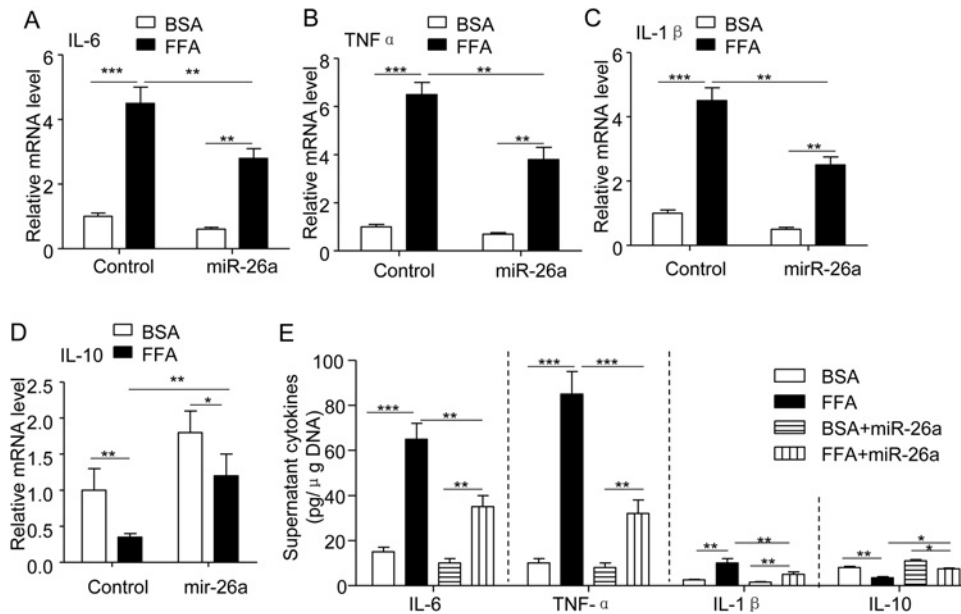 A
IL-6
BSA
FFA
Relative mRNA level
6
4
2
0
***
**
**
Control
miR-26a
B
TNF α
BSA
FFA
Relative mRNA level
8
6
4
2
0
***
**
**
Control
miR-26a
C
IL-1 β
BSA
FFA
Relative mRNA level
6
4
2
0
***
**
**
Control
mirR-26a
D
IL-10
BSA
FFA
Relative mRNA level
2.5
2.0
1.5
1.0
0.5
0.0
**
**
*
Control
mir-26a
E
Supernatant cytokines
(pg/ μ g DNA)
100
80
60
40
20
0
***
**
**
***
***
**
**
**
**
**
*
*
BSA
FFA
BSA+miR-26a
FFA+miR-26a
IL-6
TNF- α
IL-1 β
IL-10